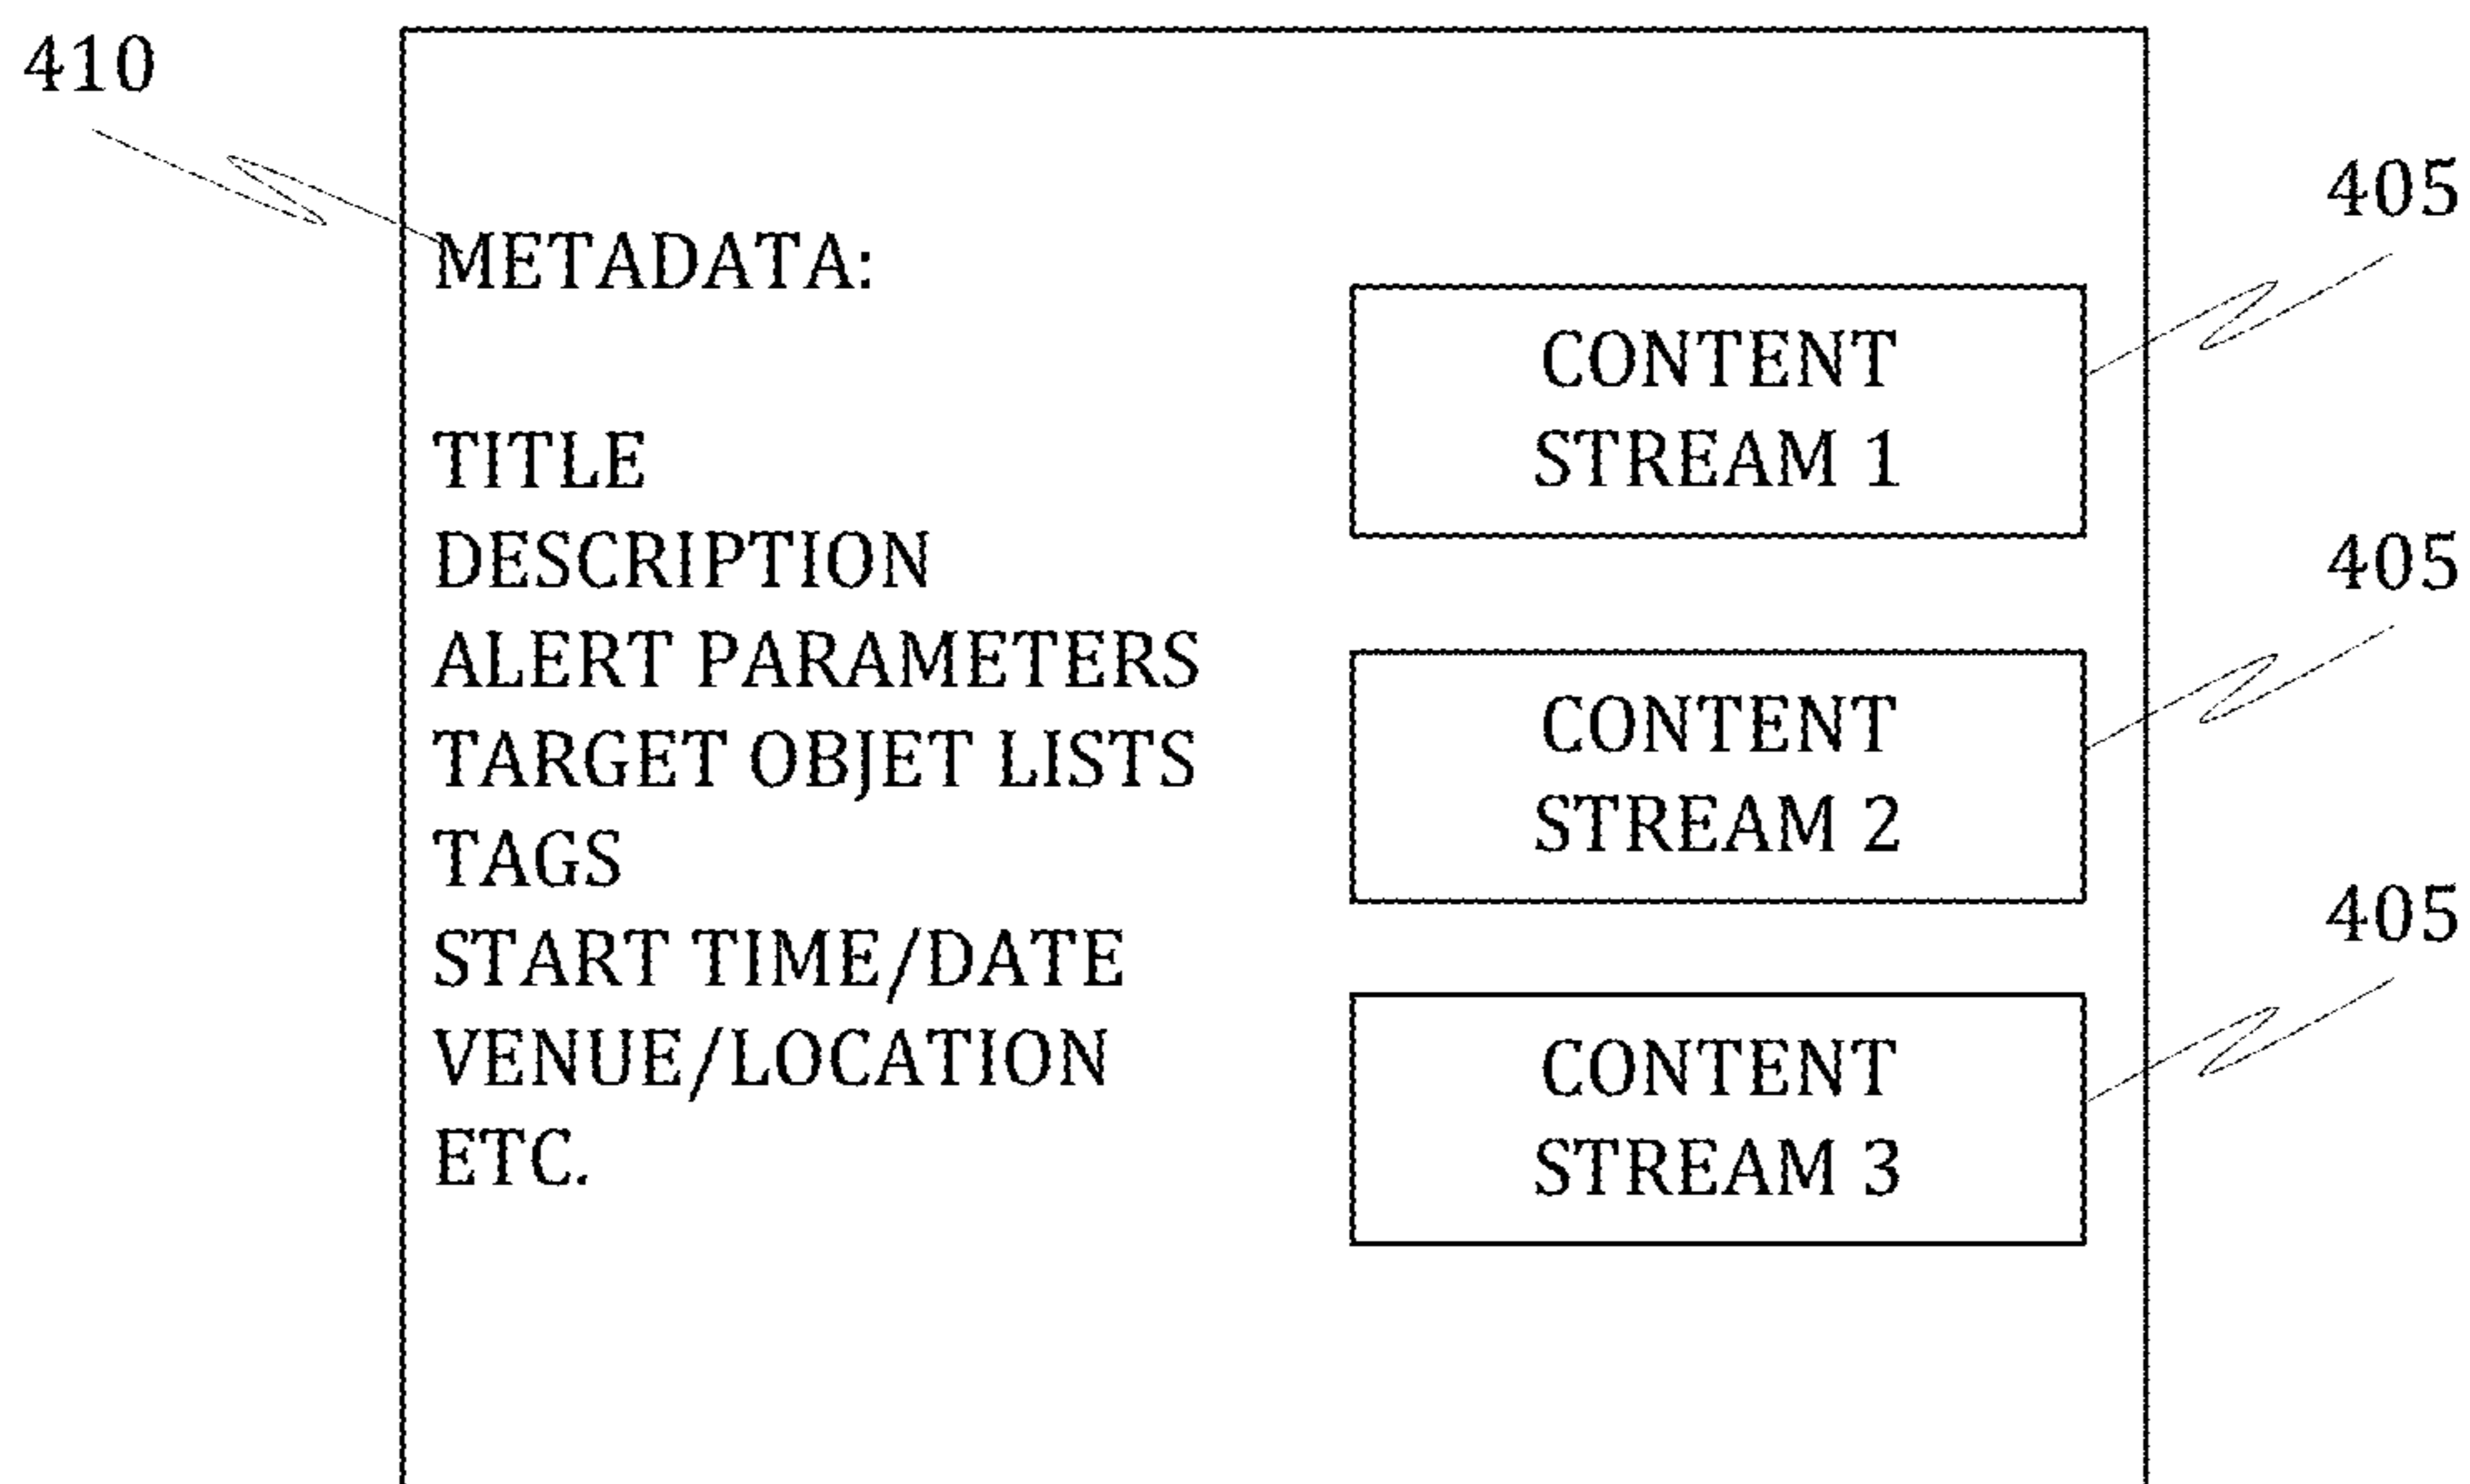 410
METADATA:
TITLE
DESCRIPTION
ALERT PARAMETERS
TARGET OBJET LISTS
TAGS
START TIME/DATE
VENUE/LOCATION
ETC.
405
CONTENT
STREAM 1
405
CONTENT
STREAM 2
405
CONTENT
STREAM 3